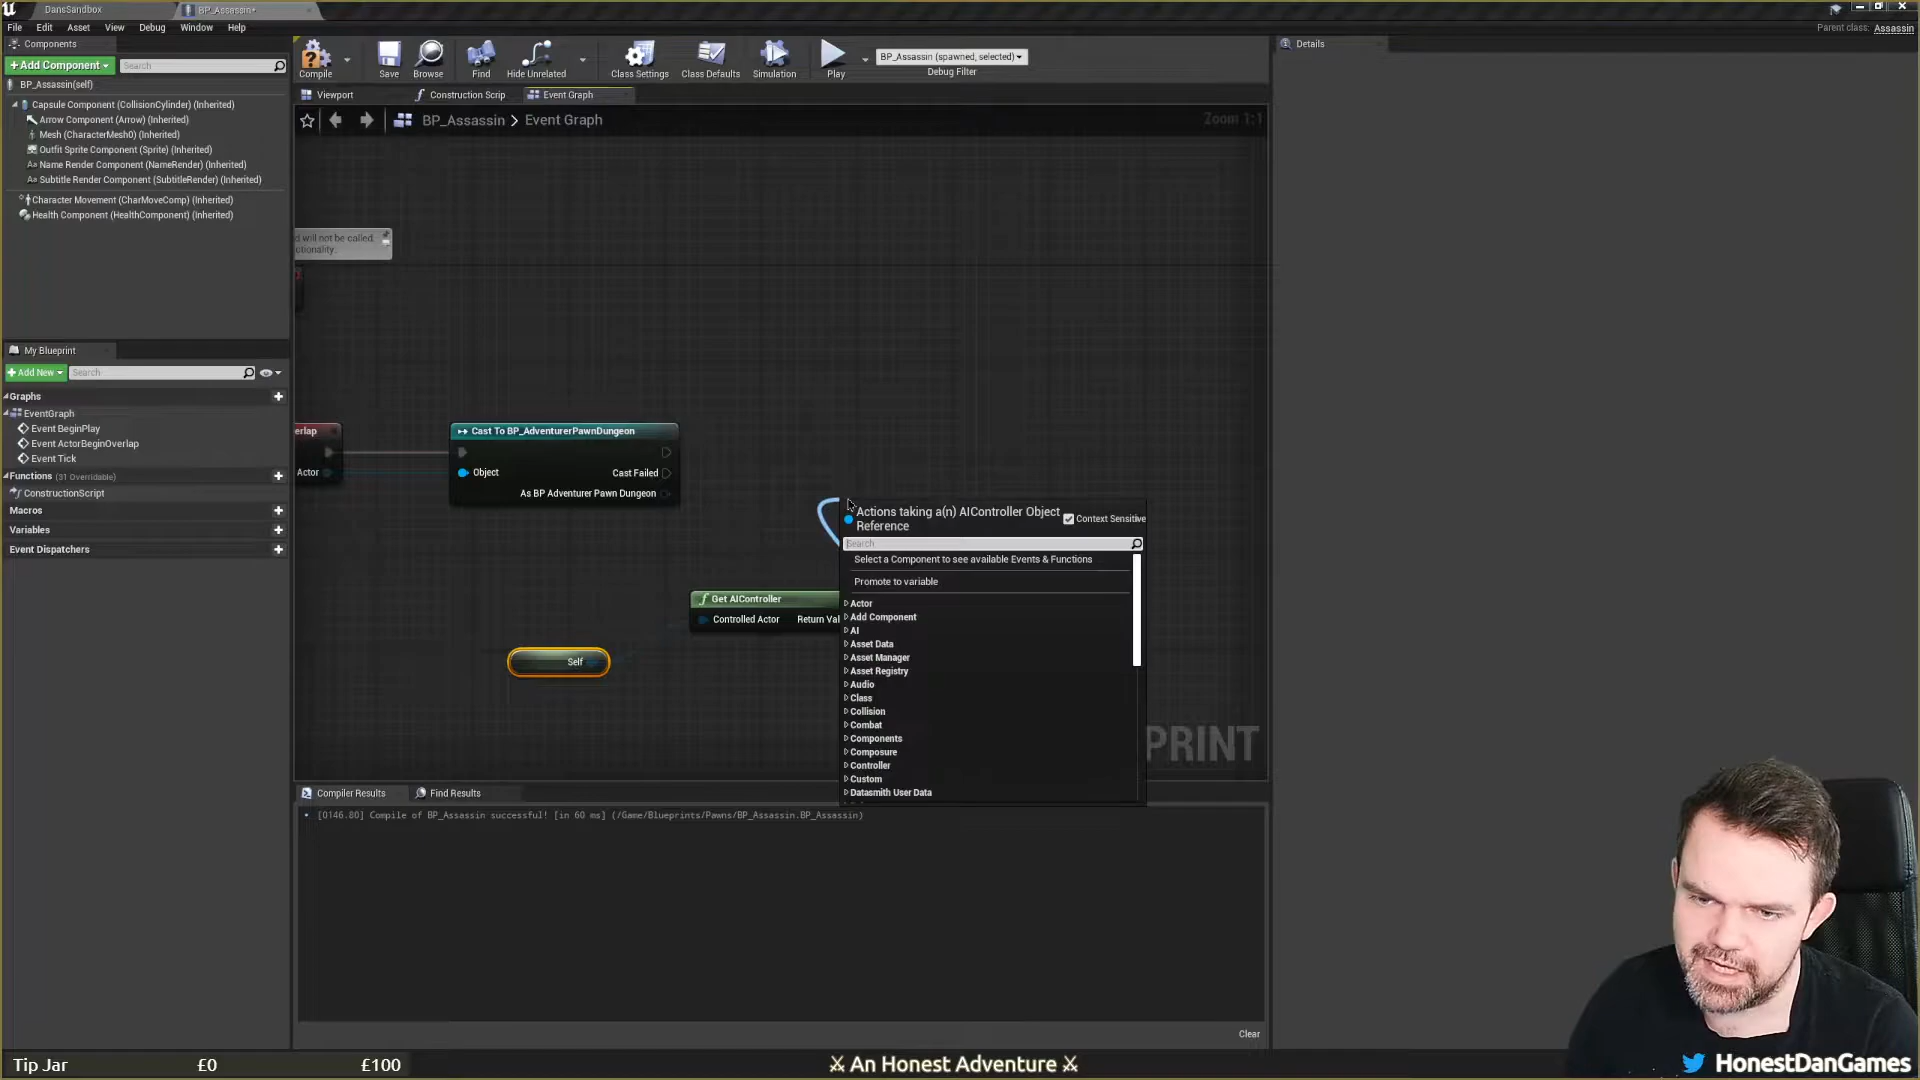 DansSandbox
BP_Assassin*
File Edit Asset View Debug Window Help
Parent class: Assassin
Components
Details
+ Add Component
Search
BP_Assassin(self)
Capsule Component (CollisionCylinder) (Inherited)
Arrow Component (Arrow) (Inherited)
Mesh (CharacterMesh0) (Inherited)
Outfit Sprite Component (Sprite) (Inherited)
Name Render Component (NameRender) (Inherited)
Subtitle Render Component (SubtitleRender) (Inherited)
Character Movement (CharMoveComp) (Inherited)
Health Component (HealthComponent) (Inherited)
Compile
Save
Browse
Find
Hide Unrelated
Class Settings
Class Defaults
Simulation
Play
BP_Assassin (spawned, selected)
Debug Filter
Viewport
Construction Scrip
Event Graph
BP_Assassin > Event Graph
Zoom 1:1
d will not be called.
ctionality.
My Blueprint
+ Add New
Search
Graphs
EventGraph
Event BeginPlay
Event ActorBeginOverlap
Event Tick
Functions (31 Overridable)
ConstructionScript
Macros
Variables
Event Dispatchers
erlap
Actor
Cast To BP_AdventurerPawnDungeon
Object
Cast Failed
As BP Adventurer Pawn Dungeon
Get AIController
Controlled Actor
Return Val
Self
Actions taking a(n) AIController Object
Reference
Context Sensitive
Search
Select a Component to see available Events & Functions
Promote to variable
Actor
Add Component
AI
Asset Data
Asset Manager
Asset Registry
Audio
Class
Collision
Combat
Components
Composure
Controller
Custom
Datasmith User Data
PRINT
Compiler Results
Find Results
[0146.80] Compile of BP_Assassin successful! [in 60 ms] (/Game/Blueprints/Pawns/BP_Assassin.BP_Assassin)
Clear
Tip Jar £0 £100
⚔ An Honest Adventure ⚔
HonestDanGames